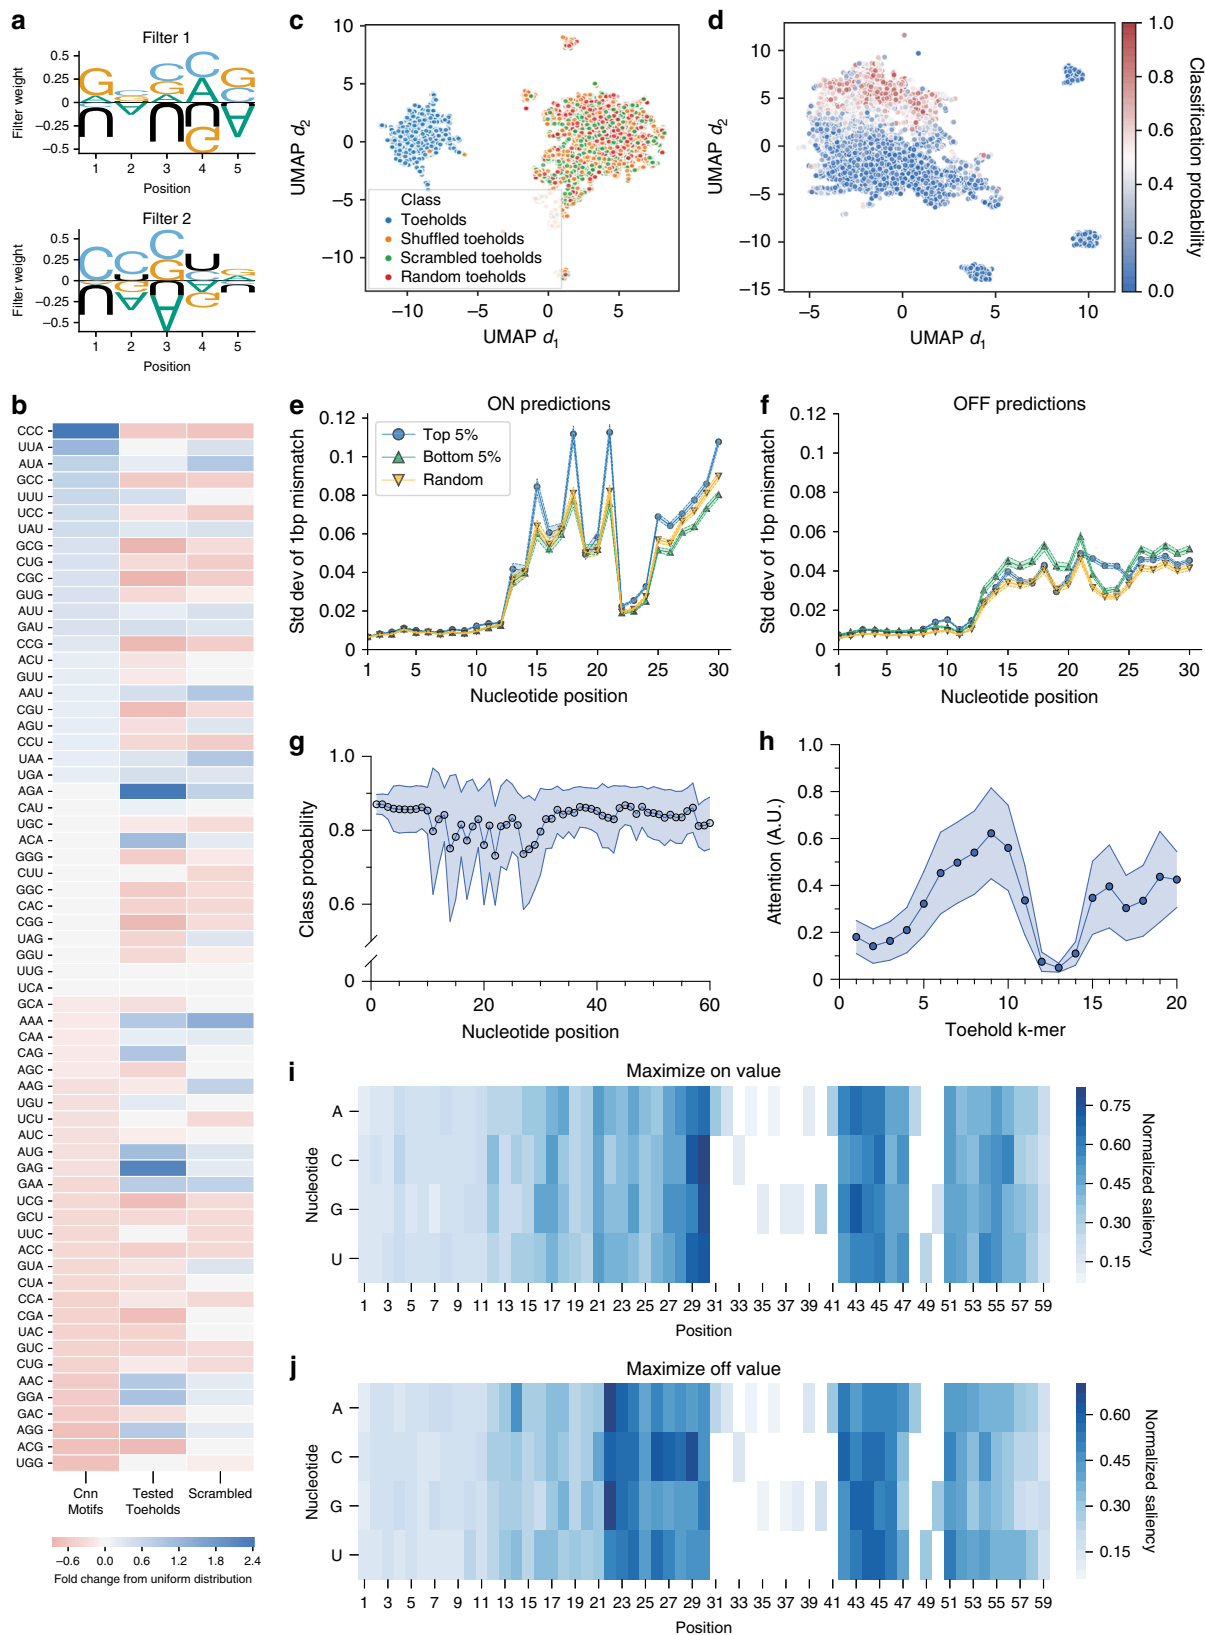 a
Filter 1
Filter weight
0.5
0.25
0
−0.25
−0.5
1 2 3 4 5
Position
Filter 2
Filter weight
0.5
0.25
0
−0.25
−0.5
1 2 3 4 5
Position
b
CCC
UUA
AUA
GCC
UUU
UCC
UAU
GCG
CUG
CGC
GUG
AUU
GAU
CCG
ACU
GUU
AAU
CGU
AGU
CCU
UAA
UGA
AGA
CAU
UGC
ACA
GGG
CUU
GGC
CAC
CGG
UAG
GGU
UUG
UCA
GCA
AAA
CAA
CAG
AGC
AAG
UGU
UCU
AUC
AUG
GAG
GAA
UCG
GCU
UUC
ACC
GUA
CUA
CCA
CGA
UAC
GUC
CUG
AAC
GGA
GAC
AGG
ACG
UGG
Cnn Motifs
Tested Toeholds
Scrambled
−0.6 0.0 0.6 1.2 1.8 2.4
Fold change from uniform distribution
c
10
5
0
−5
−10
UMAP d2
−10 −5 0 5
UMAP d1
Class
Toeholds
Shuffled toeholds
Scrambled toeholds
Random toeholds
d
10
5
0
−5
−10
−15
UMAP d2
−5 0 5 10
UMAP d1
1.0
0.8
0.6
0.4
0.2
0.0
Classification probability
e
ON predictions
Std dev of 1bp mismatch
0.12
0.1
0.08
0.06
0.04
0.02
0
Top 5%
Bottom 5%
Random
1 5 10 15 20 25 30
Nucleotide position
f
OFF predictions
Std dev of 1bp mismatch
0.12
0.1
0.08
0.06
0.04
0.02
0
1 5 10 15 20 25 30
Nucleotide position
g
Class probability
1.0
0.8
0.6
0
0 20 40 60
Nucleotide position
h
Attention (A.U.)
1.0
0.8
0.6
0.4
0.2
0
0 5 10 15 20
Toehold k-mer
i
Maximize on value
Nucleotide
A
C
G
U
1 3 5 7 9 11 13 15 17 19 21 23 25 27 29 31 33 35 37 39 41 43 45 47 49 51 53 55 57 59
Position
0.75
0.60
0.45
0.30
0.15
Normalized saliency
j
Maximize off value
Nucleotide
A
C
G
U
1 3 5 7 9 11 13 15 17 19 21 23 25 27 29 31 33 35 37 39 41 43 45 47 49 51 53 55 57 59
Position
0.60
0.45
0.30
0.15
Normalized saliency